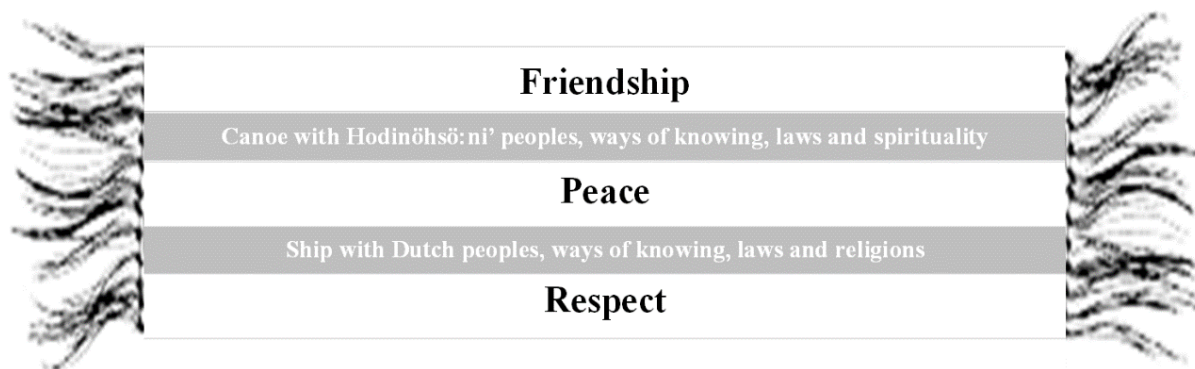 Friendship
Canoe with Hodinöhsö:ni’ peoples, ways of knowing, laws and spirituality
Peace
Ship with Dutch peoples, ways of knowing, laws and religions
Respect